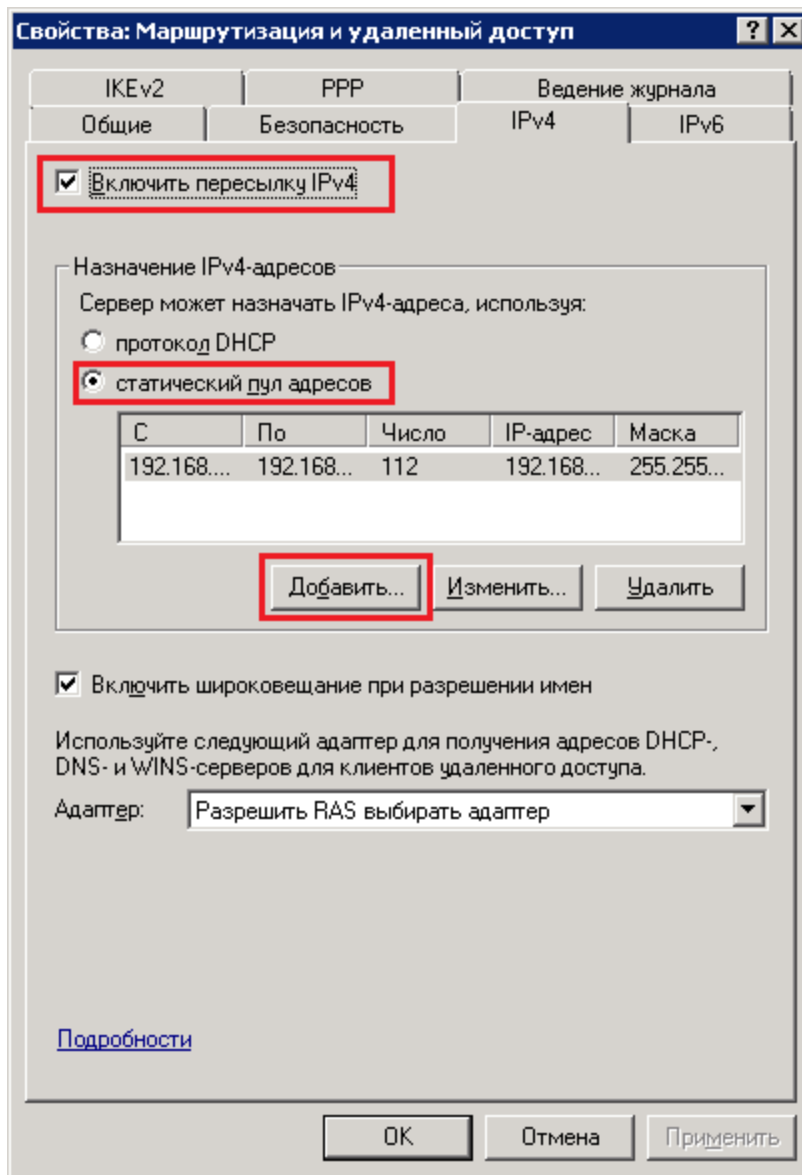 Свойства: Маршрутизация и удаленный доступ
IKEv2 PPP Ведение журнала
Общие Безопасность IPv4 IPv6
Включить пересылку IPv4
Назначение IPv4-адресов
Сервер может назначать IPv4-адреса, используя:
протокол DHCP
статический пул адресов
С По Число IP-адрес Маска
192.168.... 192.168... 112 192.168... 255.255...
Добавить... Изменить... Удалить
Включить широковещание при разрешении имен
Используйте следующий адаптер для получения адресов DHCP-,
DNS- и WINS-серверов для клиентов удаленного доступа.
Адаптер: Разрешить RAS выбирать адаптер
Подробности
OK Отмена Применить